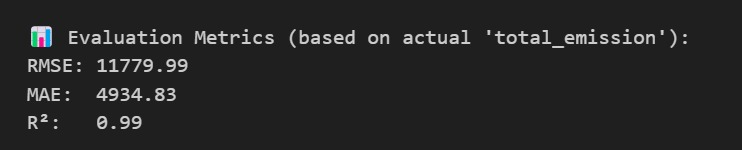 📊 Evaluation Metrics (based on actual 'total_emission'):
RMSE: 11779.99
MAE:  4934.83
R²:   0.99